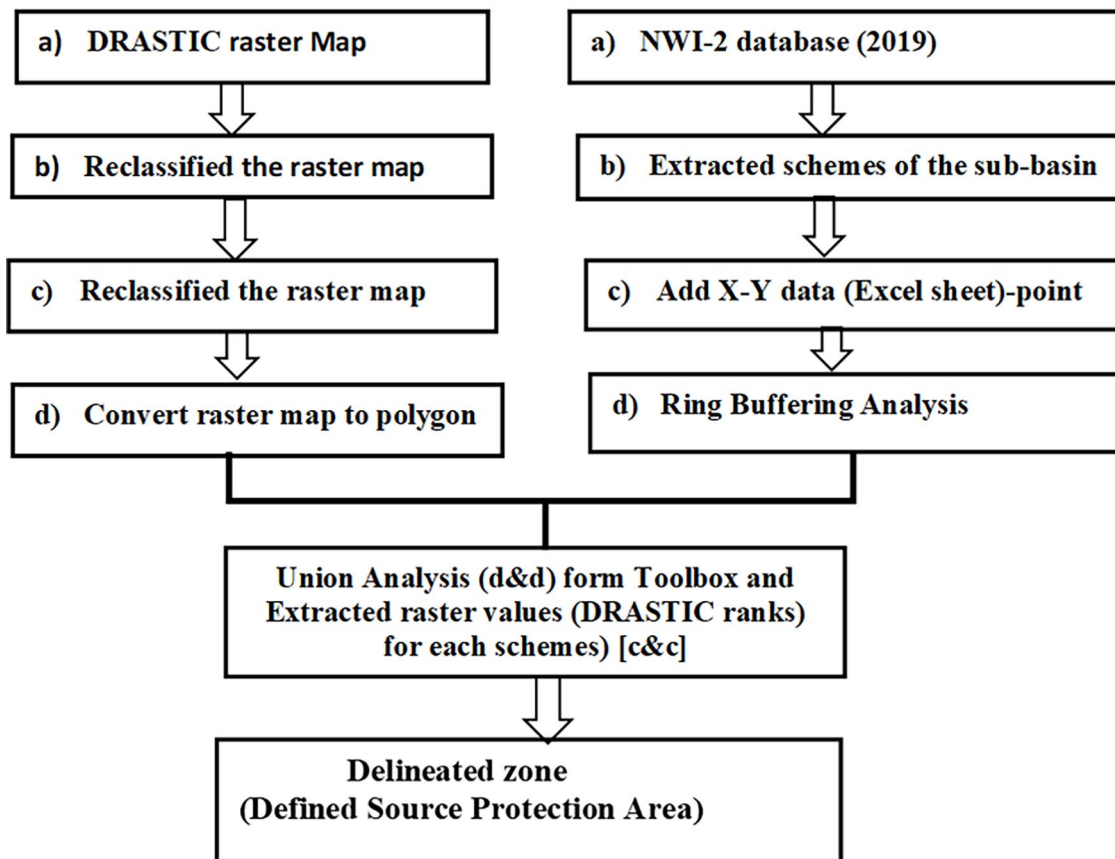 a) DRASTIC raster Map
b) Reclassified the raster map
c) Reclassified the raster map
d) Convert raster map to polygon
a) NWI-2 database (2019)
b) Extracted schemes of the sub-basin
c) Add X-Y data (Excel sheet)-point
d) Ring Buffering Analysis
Union Analysis (d&d) form Toolbox and
Extracted raster values (DRASTIC ranks)
for each schemes) [c&c]
Delineated zone
(Defined Source Protection Area)